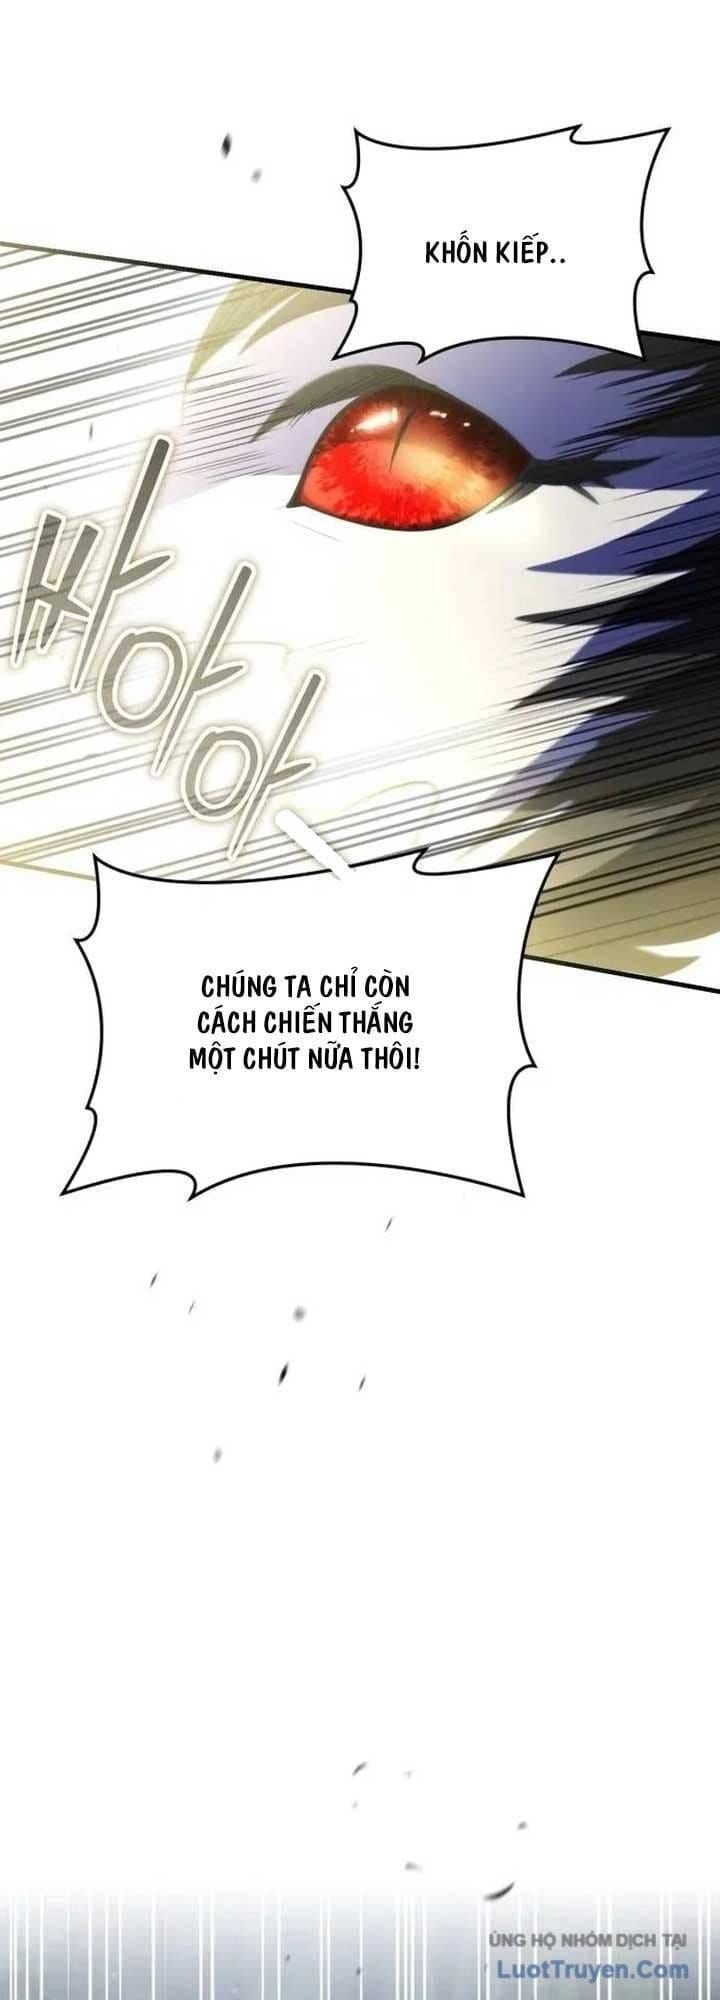 KHỐN KIẾP..
빠아아
CHÚNG TA CHỈ CÒN
CÁCH CHIẾN THẮNG
MỘT CHÚT NỮA THÔI!
ỦNG HỘ NHÓM DỊCH TẠI
LuotTruyen.Com